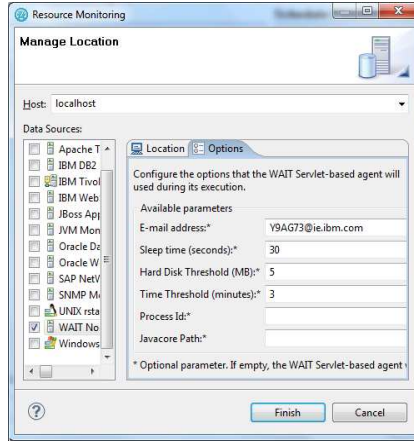 Resource Monitoring
Manage Location
Host: localhost
Data Sources:
Apache T
IBM DB2
IBM Tivol
IBM Web
JBoss App
JVM Mon
Oracle Da
Oracle W
SAP NetV
SNMP M
UNIX rsta
WAIT No
Windows
Location
Options
Configure the options that the WAIT Servlet-based agent will
used during its execution.
Available parameters
E-mail address:* Y9AG73@ie.ibm.com
Sleep time (seconds):* 30
Hard Disk Threshold (MB):* 5
Time Threshold (minutes):* 3
Process Id:*
Javacore Path:*
* Optional parameter. If empty, the WAIT Servlet-based agent
Finish
Cancel